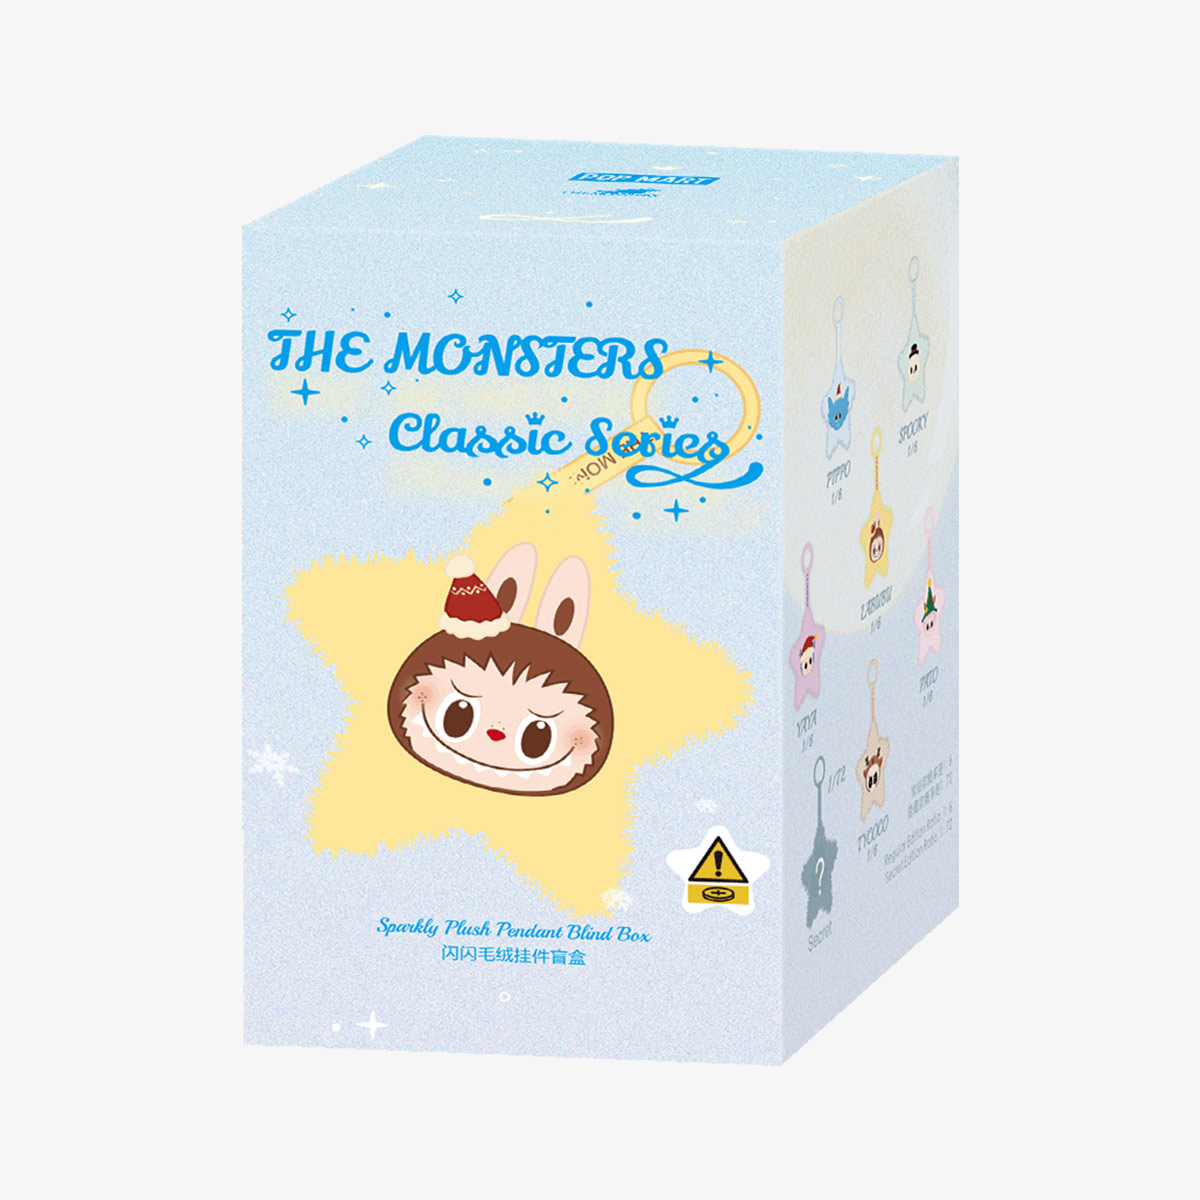 POP MART
THE MONSTERS
THE MONSTERS
Classic Series
Sparkly Plush Pendant Blind Box
闪闪毛绒挂件盲盒
SPOOKY
1/6
PIPPO
1/6
LABUBU
1/6
PATO
1/6
YAYA
1/6
TYCOCO
1/6
1/72
?
Secret
Regular Edition Ratio 1: 6
Secret Edition Ratio 1: 72